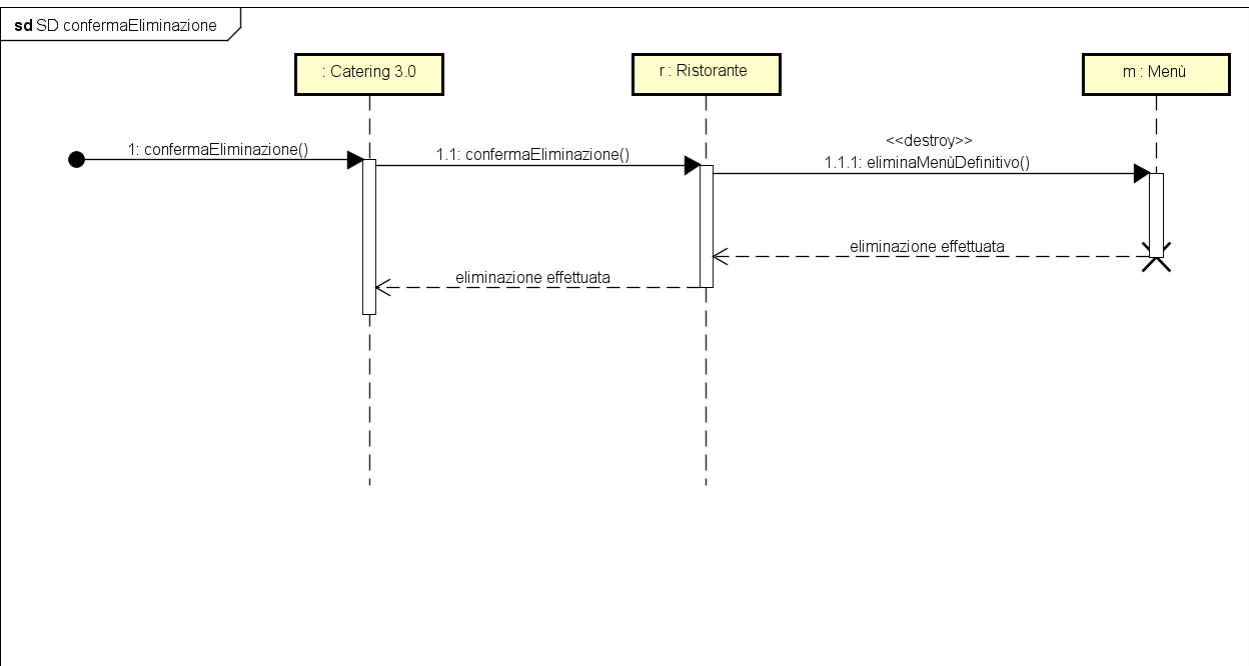 sd SD confermaEliminazione
: Catering 3.0
r : Ristorante
m : Menù
1: confermaEliminazione()
1.1: confermaEliminazione()
<<destroy>>
1.1.1: eliminaMenùDefinitivo()
eliminazione effettuata
eliminazione effettuata